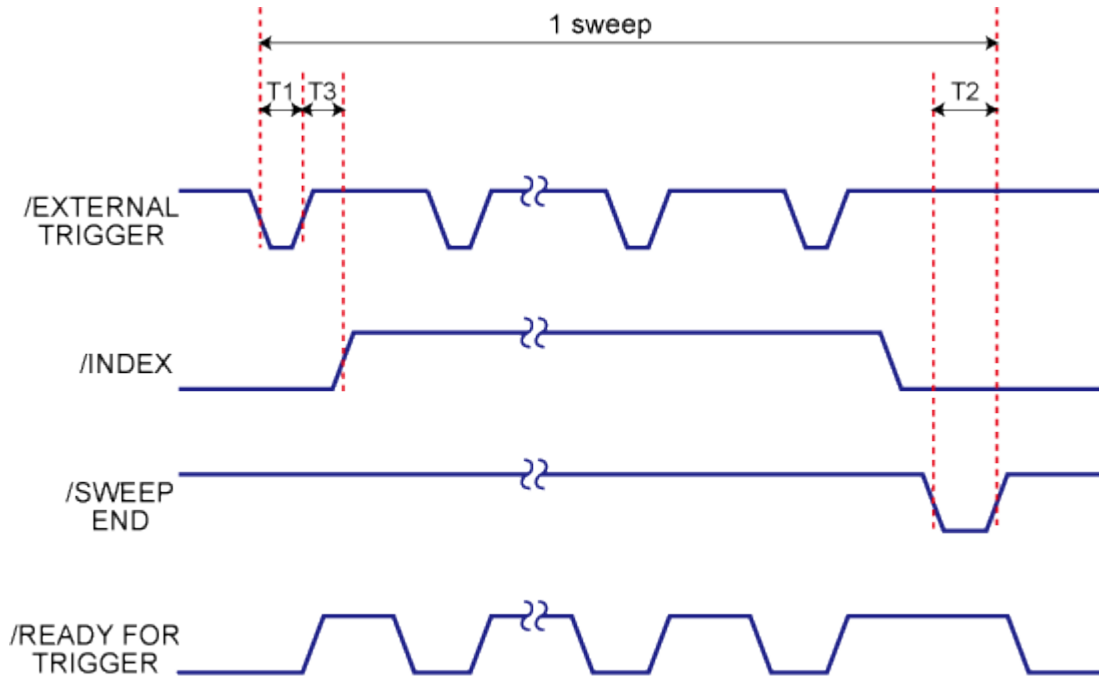 1 sweep
T1
T3
T2
/EXTERNAL
TRIGGER
/INDEX
/SWEEP
END
/READY FOR
TRIGGER